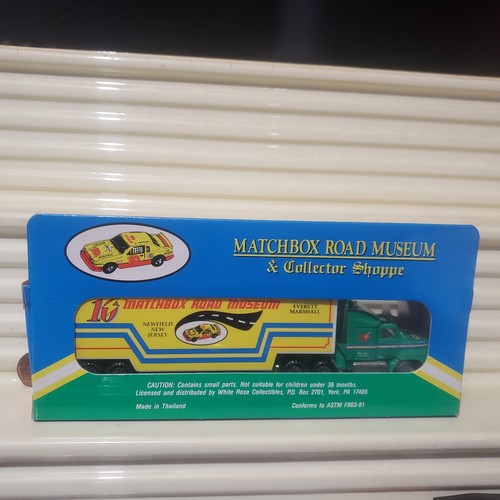 MATCHBOX ROAD MUSEUM
& Collector Shoppe
16 MATCHBOX ROAD MUSEUM
NEWFIELD
NEW
JERSEY
EVERETT
MARSHALL
CAUTION: Contains small parts. Not suitable for children under 36 months.
Licensed and distributed by White Rose Collectibles, P.O. Box 2701, York, PA 17405
Made in Thailand
Conforms to ASTM F963-91